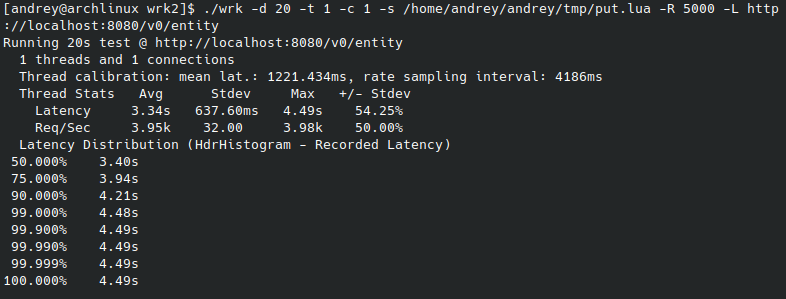 [andrey@archlinux wrk2]$ ./wrk -d 20 -t 1 -c 1 -s /home/andrey/andrey/tmp/put.lua -R 5000 -L http
://localhost:8080/v0/entity
Running 20s test @ http://localhost:8080/v0/entity
  1 threads and 1 connections
  Thread calibration: mean lat.: 1221.434ms, rate sampling interval: 4186ms
  Thread Stats   Avg      Stdev     Max   +/- Stdev
    Latency     3.34s   637.60ms   4.49s    54.25%
    Req/Sec     3.95k    32.00     3.98k    50.00%
  Latency Distribution (HdrHistogram - Recorded Latency)
 50.000%    3.40s
 75.000%    3.94s
 90.000%    4.21s
 99.000%    4.48s
 99.900%    4.49s
 99.990%    4.49s
 99.999%    4.49s
100.000%    4.49s